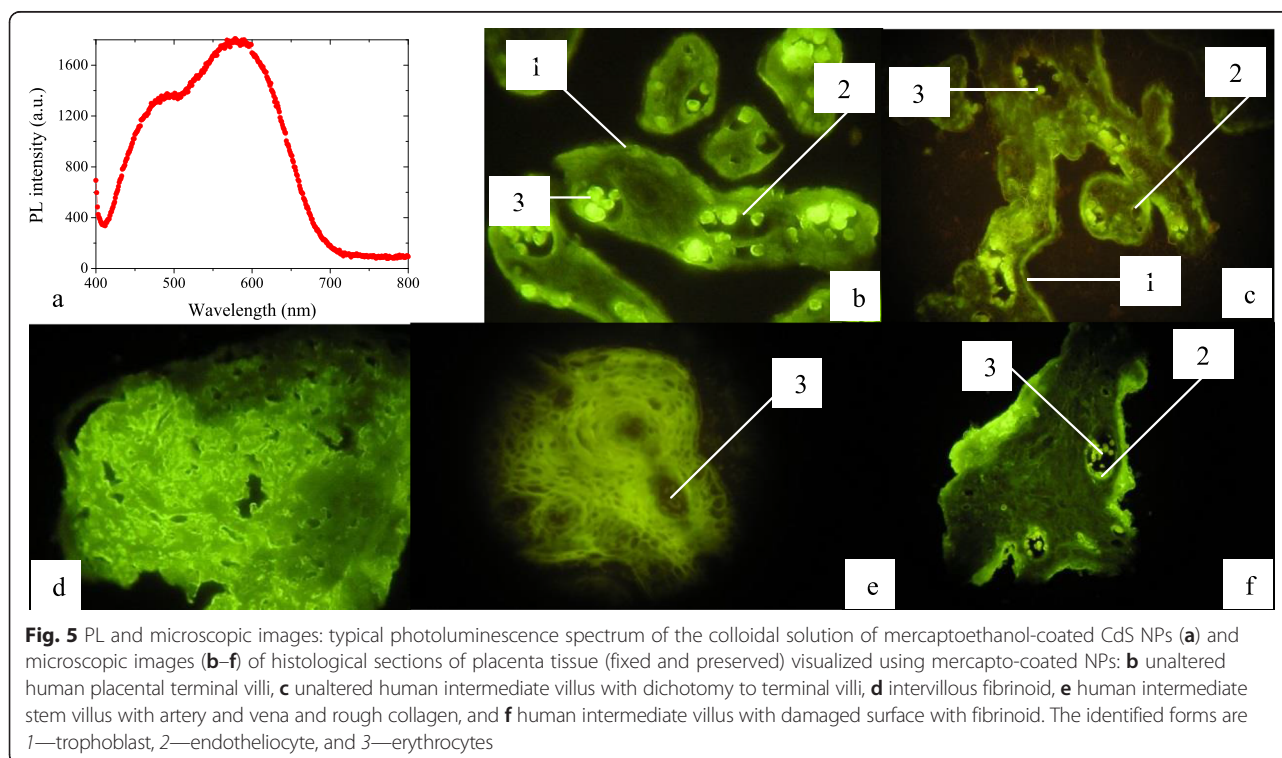 1600
1200
800
400
0
PL intensity (a.u.)
400 500 600 700 800
Wavelength (nm)
a
1
2
3
b
3
2
1
c
d
3
e
3
2
f
Fig. 5 PL and microscopic images: typical photoluminescence spectrum of the colloidal solution of mercaptoethanol-coated CdS NPs (a) and
microscopic images (b–f) of histological sections of placenta tissue (fixed and preserved) visualized using mercapto-coated NPs: b unaltered
human placental terminal villi, c unaltered human intermediate villus with dichotomy to terminal villi, d intervillous fibrinoid, e human intermediate
stem villus with artery and vena and rough collagen, and f human intermediate villus with damaged surface with fibrinoid. The identified forms are
1—trophoblast, 2—endotheliocyte, and 3—erythrocytes